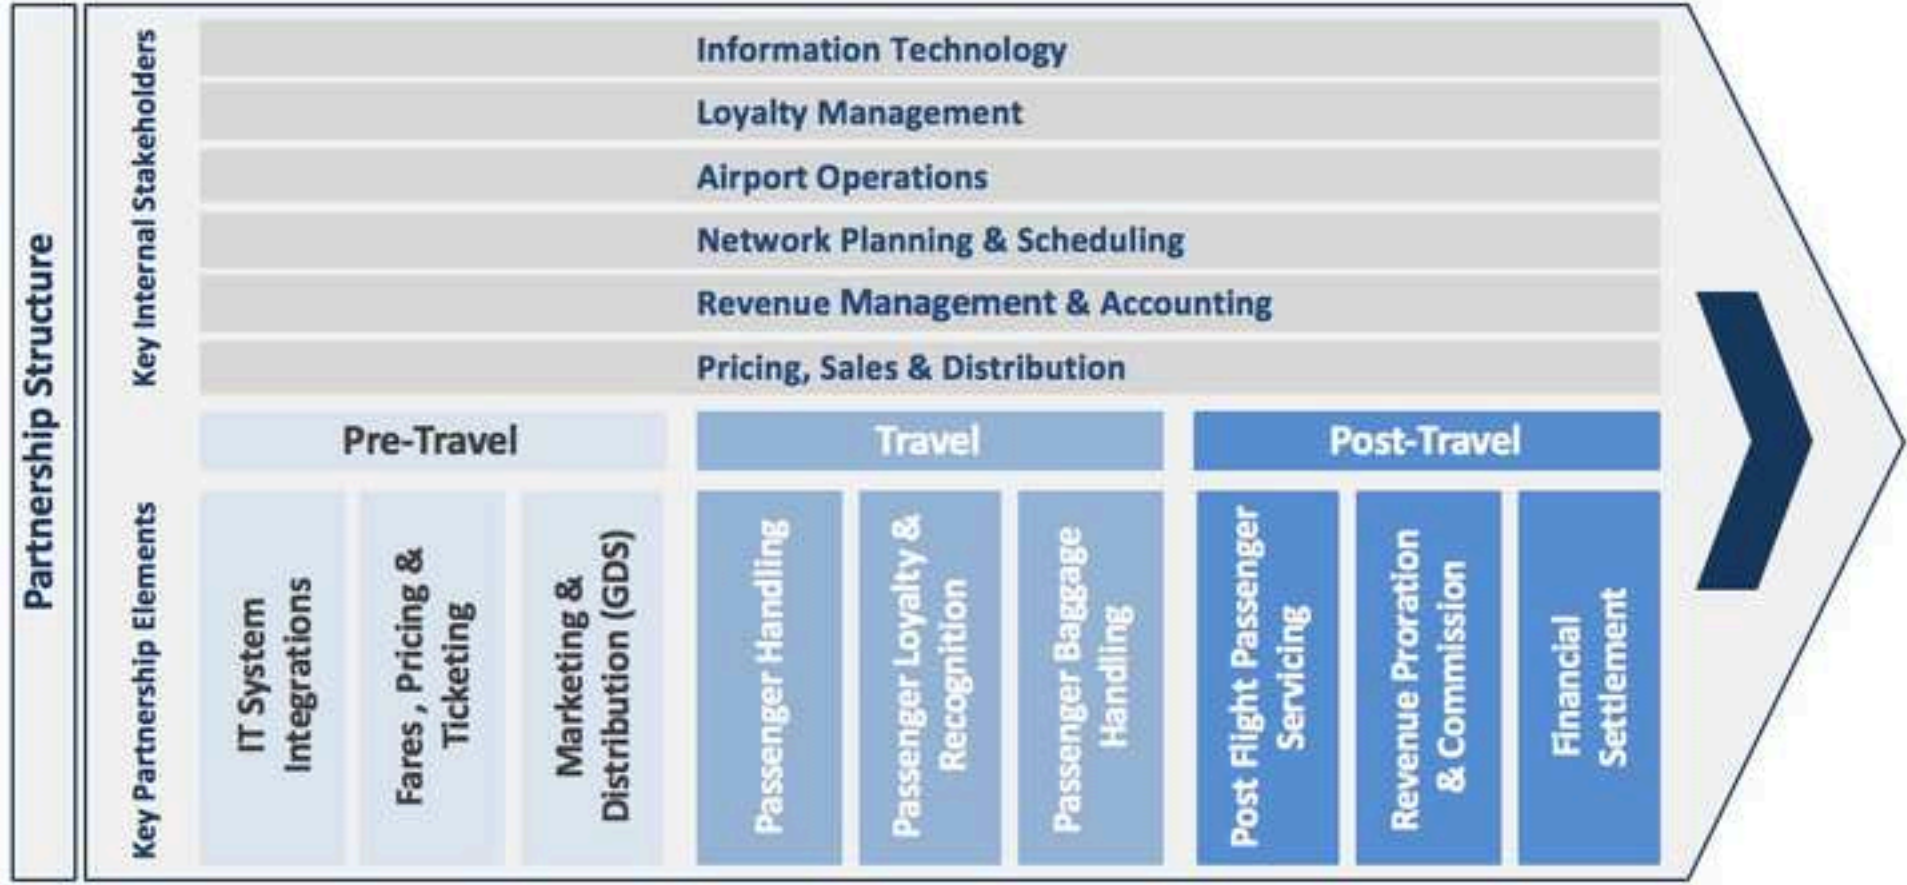 Partnership Structure
Key Internal Stakeholders
Information Technology
Loyalty Management
Airport Operations
Network Planning & Scheduling
Revenue Management & Accounting
Pricing, Sales & Distribution
Pre-Travel
Travel
Post-Travel
Key Partnership Elements
IT System
Integrations
Fares , Pricing &
Ticketing
Marketing &
Distribution (GDS)
Passenger Handling
Passenger Loyalty &
Recognition
Passenger Baggage
Handling
Post Flight Passenger
Servicing
Revenue Proration
& Commission
Financial
Settlement